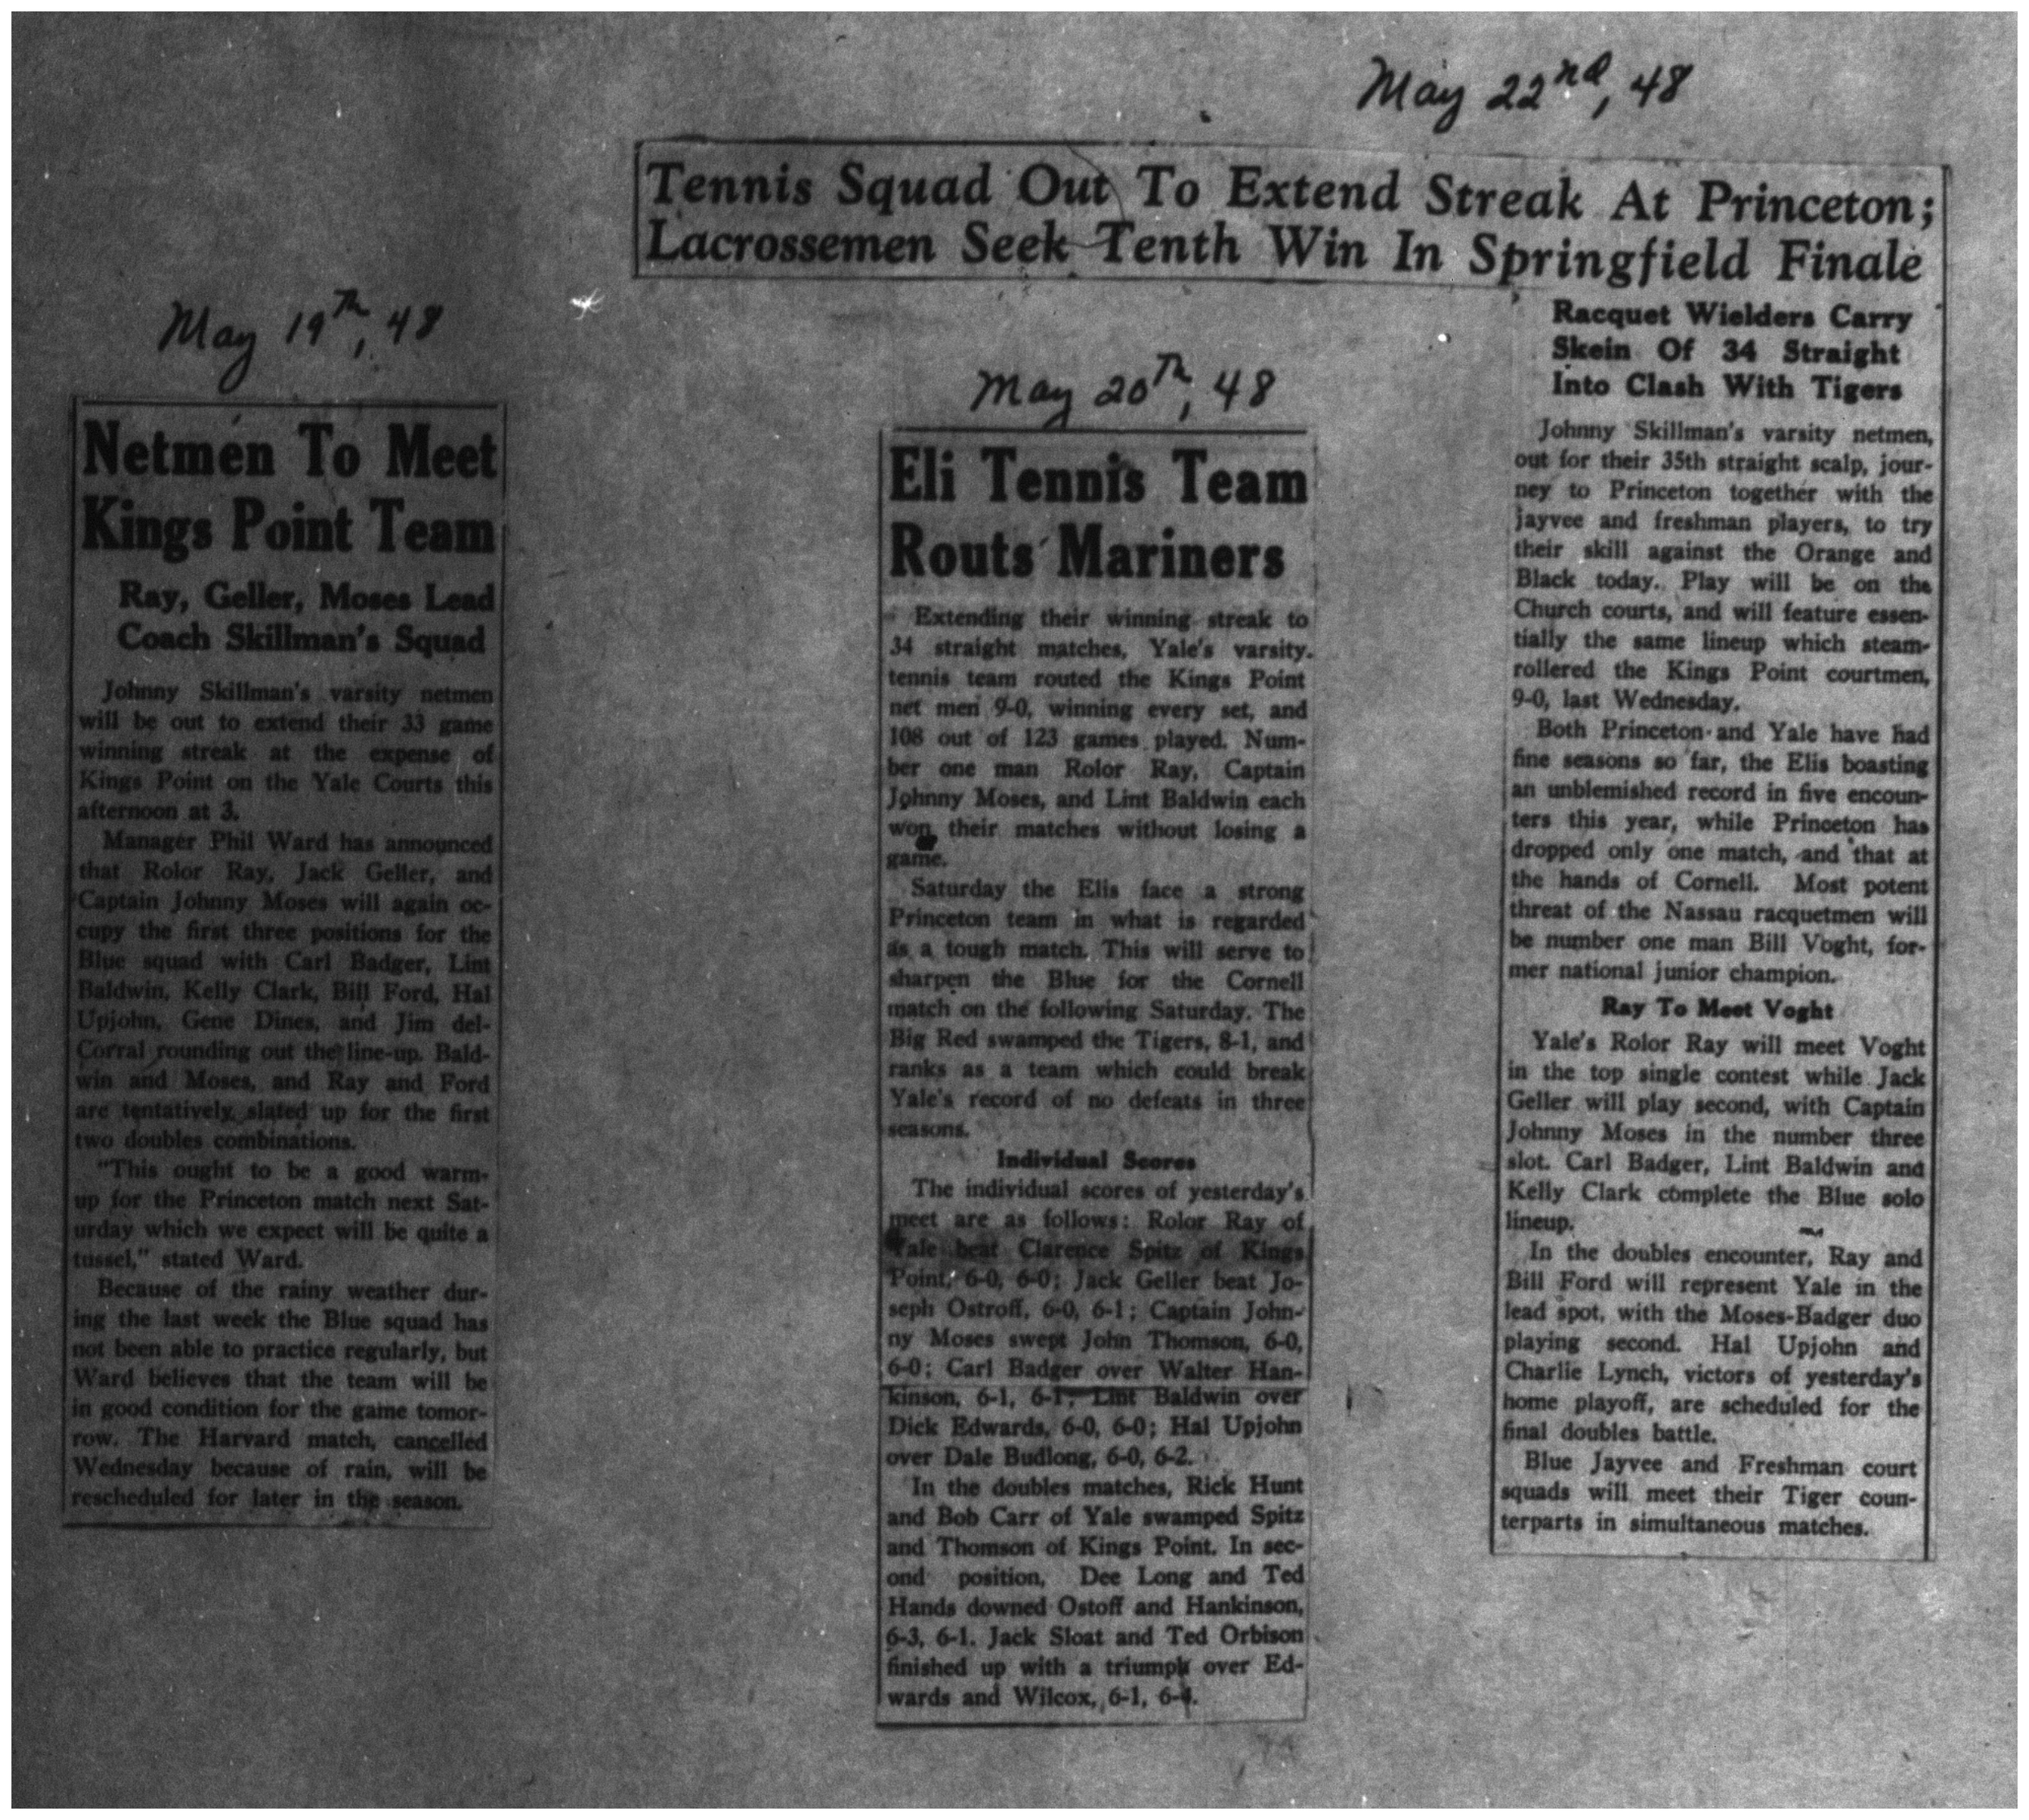 May 19th, 48
Netmen To Meet
Kings Point Team
Ray, Geller, Moses Lead
Coach Skillman's Squad
Johnny Skillman's varsity netmen
will be out to extend their 33 game
winning streak at the expense of
Kings Point on the Yale Courts this
afternoon at 3.
Manager Phil Ward has announced
that Rolor Ray, Jack Geller, and
Captain Johnny Moses will again oc-
cupy the first three positions for the
Blue squad with Carl Badger, Lint
Baldwin, Kelly Clark, Bill Ford, Hal
Upjohn, Gene Dines, and Jim del-
Corral rounding out the line-up. Bald-
win and Moses, and Ray and Ford
are tentatively slated up for the first
two doubles combinations.
"This ought to be a good warm-
up for the Princeton match next Sat-
urday which we expect will be quite a
tussel," stated Ward.
Because of the rainy weather dur-
ing the last week the Blue squad has
not been able to practice regularly, but
Ward believes that the team will be
in good condition for the game tomor-
row. The Harvard match, cancelled
Wednesday because of rain, will be
rescheduled for later in the season.
May 20th, 48
Eli Tennis Team
Routs Mariners
Extending their winning streak to
34 straight matches, Yale's varsity
tennis team routed the Kings Point
net men 9-0, winning every set, and
108 out of 123 games played. Num-
ber one man Rolor Ray, Captain
Johnny Moses, and Lint Baldwin each
won their matches without losing a
game.
Saturday the Elis face a strong
Princeton team in what is regarded
as a tough match. This will serve to
sharpen the Blue for the Cornell
match on the following Saturday. The
Big Red swamped the Tigers, 8-1, and
ranks as a team which could break
Yale's record of no defeats in three
seasons.
Individual Scores
The individual scores of yesterday's
meet are as follows: Rolor Ray of
Yale beat Clarence Spitz of Kings
Point, 6-0, 6-0; Jack Geller beat Jo-
seph Ostroff, 6-0, 6-1; Captain John-
ny Moses swept John Thomson, 6-0,
6-0; Carl Badger over Walter Han-
kinson, 6-1, 6-1; Lint Baldwin over
Dick Edwards, 6-0, 6-0; Hal Upjohn
over Dale Budlong, 6-0, 6-2.
In the doubles matches, Rick Hunt
and Bob Carr of Yale swamped Spitz
and Thomson of Kings Point. In sec-
ond position, Dee Long and Ted
Hands downed Ostoff and Hankinson,
6-3, 6-1. Jack Sloat and Ted Orbison
finished up with a triumph over Ed-
wards and Wilcox, 6-1, 6-4.
May 22nd, 48
Tennis Squad Out To Extend Streak At Princeton;
Lacrossemen Seek Tenth Win In Springfield Finale
Racquet Wielders Carry
Skein Of 34 Straight
Into Clash With Tigers
Johnny Skillman's varsity netmen,
out for their 35th straight scalp, jour-
ney to Princeton together with the
jayvee and freshman players, to try
their skill against the Orange and
Black today. Play will be on the
Church courts, and will feature essen-
tially the same lineup which steam-
rollered the Kings Point courtmen,
9-0, last Wednesday.
Both Princeton and Yale have had
fine seasons so far, the Elis boasting
an unblemished record in five encoun-
ters this year, while Princeton has
dropped only one match, and that at
the hands of Cornell. Most potent
threat of the Nassau racquetmen will
be number one man Bill Voght, for-
mer national junior champion.
Ray To Meet Voght
Yale's Rolor Ray will meet Voght
in the top single contest while Jack
Geller will play second, with Captain
Johnny Moses in the number three
slot. Carl Badger, Lint Baldwin and
Kelly Clark complete the Blue solo
lineup.
In the doubles encounter, Ray and
Bill Ford will represent Yale in the
lead spot, with the Moses-Badger duo
playing second. Hal Upjohn and
Charlie Lynch, victors of yesterday's
home playoff, are scheduled for the
final doubles battle.
Blue Jayvee and Freshman court
squads will meet their Tiger coun-
terparts in simultaneous matches.